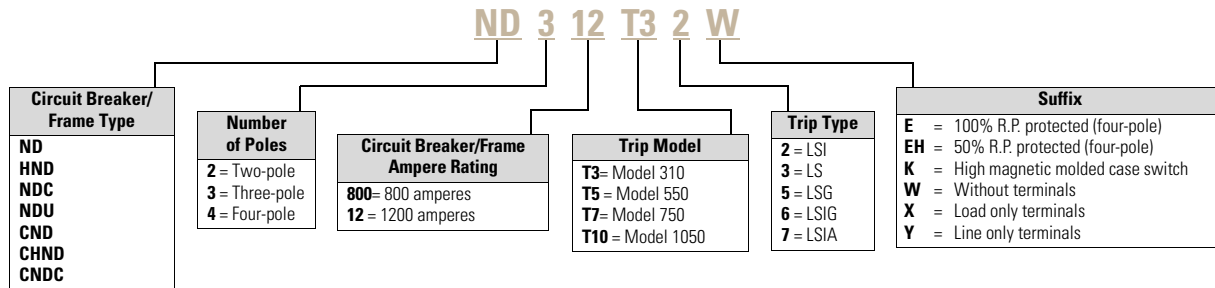 ND 3 12 T3 2 W
Circuit Breaker/
Frame Type
ND
HND
NDC
NDU
CND
CHND
CNDC
Number
of Poles
2 = Two-pole
3 = Three-pole
4 = Four-pole
Circuit Breaker/Frame
Ampere Rating
800= 800 amperes
12 = 1200 amperes
Trip Model
T3= Model 310
T5 = Model 550
T7= Model 750
T10 = Model 1050
Trip Type
2 = LSI
3 = LS
5 = LSG
6 = LSIG
7 = LSIA
Suffix
E = 100% R.P. protected (four-pole)
EH = 50% R.P. protected (four-pole)
K = High magnetic molded case switch
W = Without terminals
X = Load only terminals
Y = Line only terminals